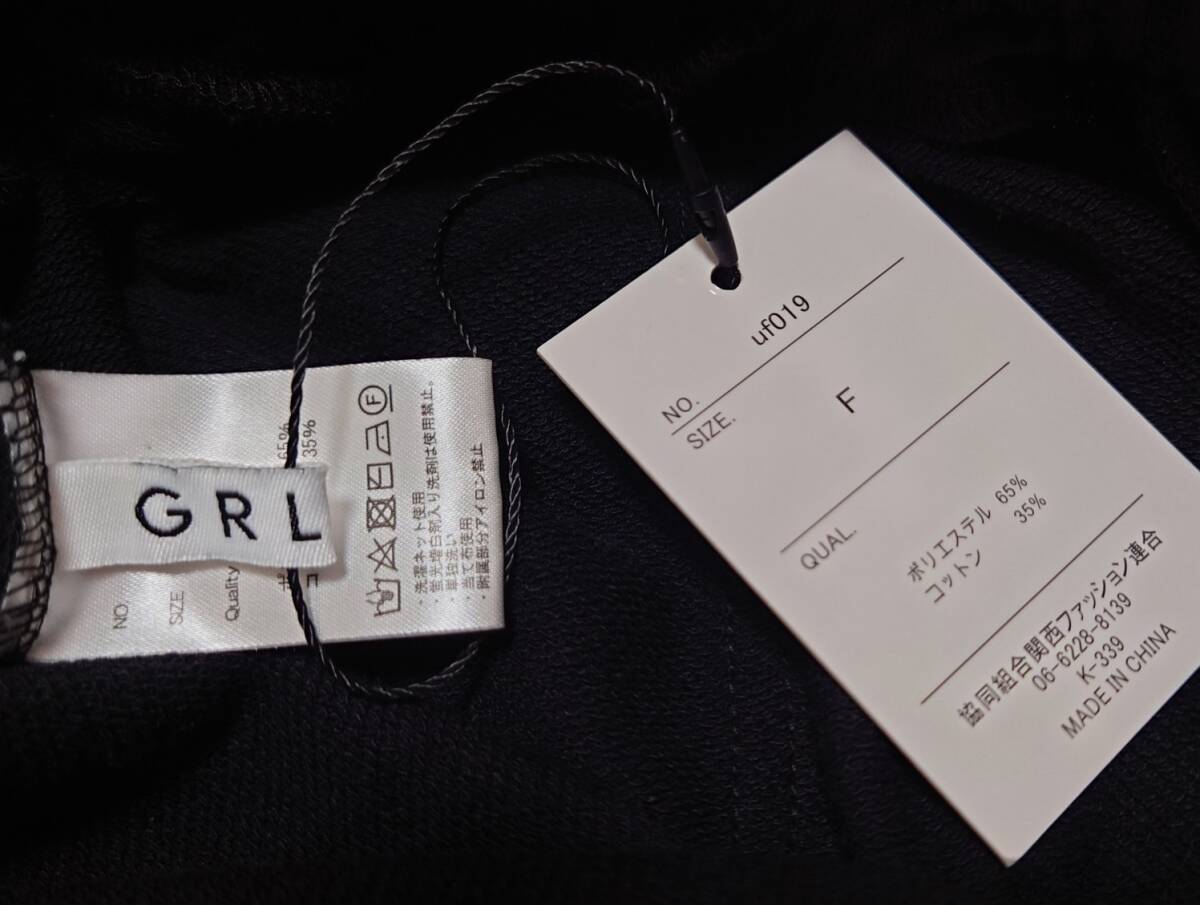 GRL
NO.
SIZE
Quality
65%
35%
コ
F
・洗濯ネット使用
・蛍光増白剤入り洗剤は使用禁止。
・単独洗い
・当て布使用
・附属部分アイロン禁止
NO. uf019
SIZE. F
QUAL.
ポリエステル 65%
コットン 35%
協同組合関西ファッション連合
06-6228-8139
K-339
MADE IN CHINA